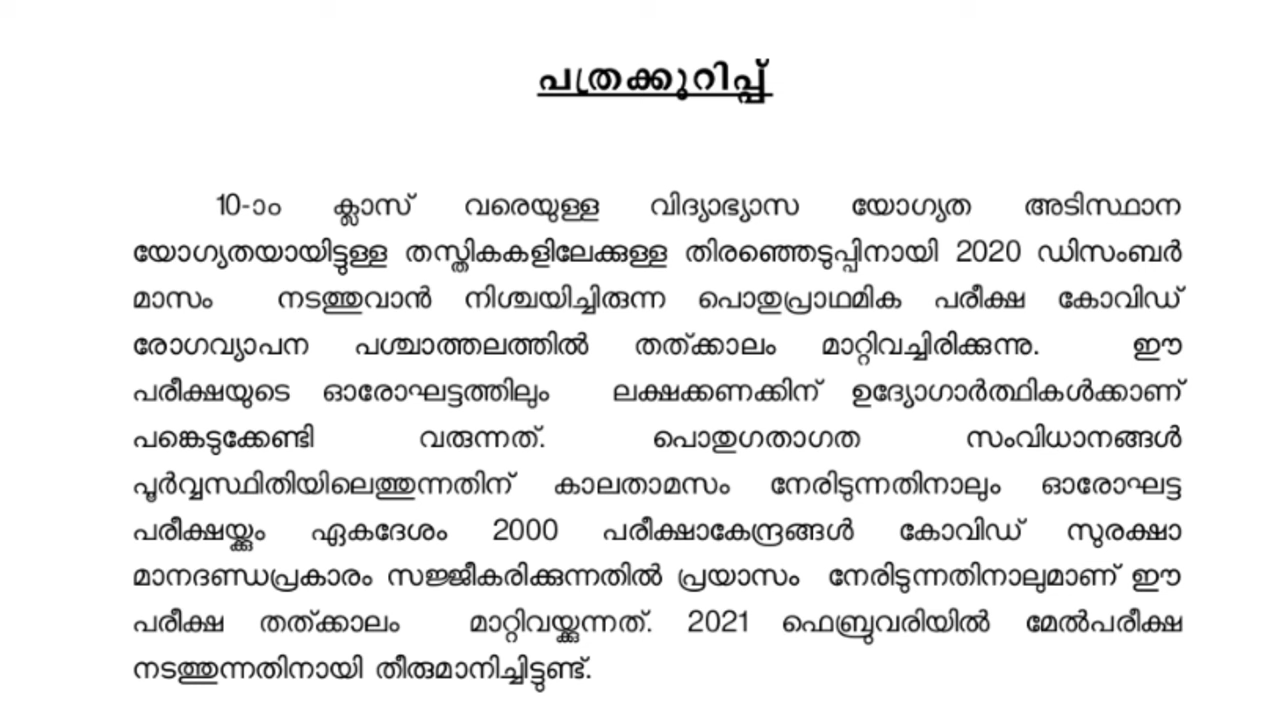 പത്രക്കുറിപ്പ്
10-ാം ക്ലാസ് വരെയുള്ള വിദ്യാഭ്യാസ യോഗ്യത അടിസ്ഥാന
യോഗ്യതയായിട്ടുള്ള തസ്തികകളിലേക്കുള്ള തിരഞ്ഞെടുപ്പിനായി 2020 ഡിസംബർ
മാസം നടത്തുവാൻ നിശ്ചയിച്ചിരുന്ന പൊതുപ്രാഥമിക പരീക്ഷ കോവിഡ്
രോഗവ്യാപന പശ്ചാത്തലത്തിൽ തത്ക്കാലം മാറ്റിവച്ചിരിക്കുന്നു. ഈ
പരീക്ഷയുടെ ഓരോഘട്ടത്തിലും ലക്ഷക്കണക്കിന് ഉദ്യോഗാർത്ഥികൾക്കാണ്
പങ്കെടുക്കേണ്ടി വരുന്നത്. പൊതുഗതാഗത സംവിധാനങ്ങൾ
പൂർവ്വസ്ഥിതിയിലെത്തുന്നതിന് കാലതാമസം നേരിടുന്നതിനാലും ഓരോഘട്ട
പരീക്ഷയ്ക്കും ഏകദേശം 2000 പരീക്ഷാകേന്ദ്രങ്ങൾ കോവിഡ് സുരക്ഷാ
മാനദണ്ഡപ്രകാരം സജ്ജീകരിക്കുന്നതിൽ പ്രയാസം നേരിടുന്നതിനാലുമാണ് ഈ
പരീക്ഷ തത്ക്കാലം മാറ്റിവയ്ക്കുന്നത്. 2021 ഫെബ്രുവരിയിൽ മേൽപരീക്ഷ
നടത്തുന്നതിനായി തീരുമാനിച്ചിട്ടുണ്ട്.